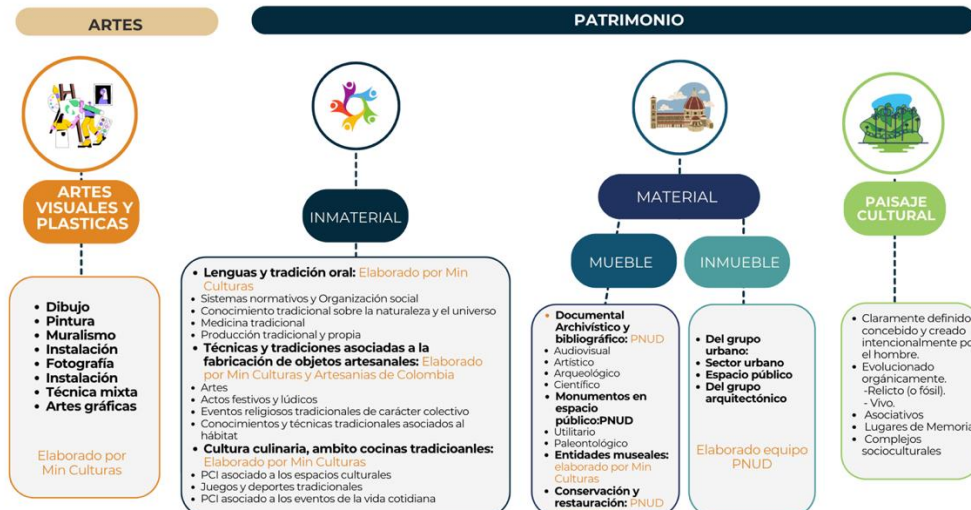 ARTES
PATRIMONIO
ARTES
VISUALES Y
PLASTICAS
• Dibujo
• Pintura
• Muralismo
• Instalación
• Fotografía
• Instalación
• Técnica mixta
• Artes gráficas
Elaborado por
Min Culturas
INMATERIAL
• Lenguas y tradición oral: Elaborado por Min
Culturas
• Sistemas normativos y Organización social
• Conocimiento tradicional sobre la naturaleza y el universo
• Medicina tradicional
• Producción tradicional y propia
• Técnicas y tradiciones asociadas a la
fabricación de objetos artesanales: Elaborado
por Min Culturas y Artesanias de Colombia
• Artes
• Actos festivos y lúdicos
• Eventos religiosos tradicionales de carácter colectivo
• Conocimientos y técnicas tradicionales asociados al
hábitat
• Cultura culinaria, ambito cocinas tradicioanles:
Elaborado por Min Culturas
• PCI asociado a los espacios culturales
• Juegos y deportes tradicionales
• PCI asociado a los eventos de la vida cotidiana
MATERIAL
MUEBLE
• Documental
Archivístico y
bibliográfico: PNUD
• Audiovisual
• Artístico
• Arqueológico
• Científico
• Monumentos en
espacio
público:PNUD
• Utilitario
• Paleontológico
• Entidades museales:
elaborado por Min
Culturas
• Conservación y
restauración: PNUD
INMUEBLE
• Del grupo
urbano:
• Sector urbano
• Espacio público
• Del grupo
arquitectónico
Elaborado equipo
PNUD
PAISAJE
CULTURAL
• Claramente definido,
concebido y creado
intencionalmente po
el hombre.
• Evolucionado
orgánicamente.
-Relicto (o fósil).
- Vivo.
• Asociativos
• Lugares de Memoria
• Complejos
socioculturales